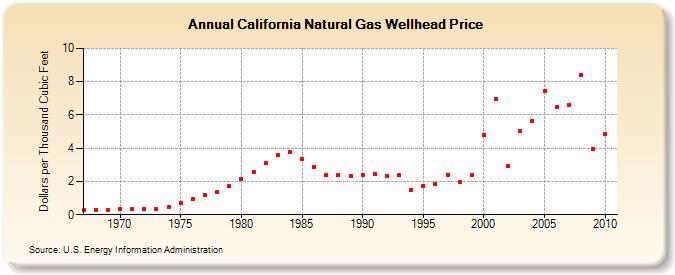 Annual California Natural Gas Wellhead Price
Dollars per Thousand Cubic Feet
10
8
6
4
2
0
1970 1975 1980 1985 1990 1995 2000 2005 2010
Source: U.S. Energy Information Administration